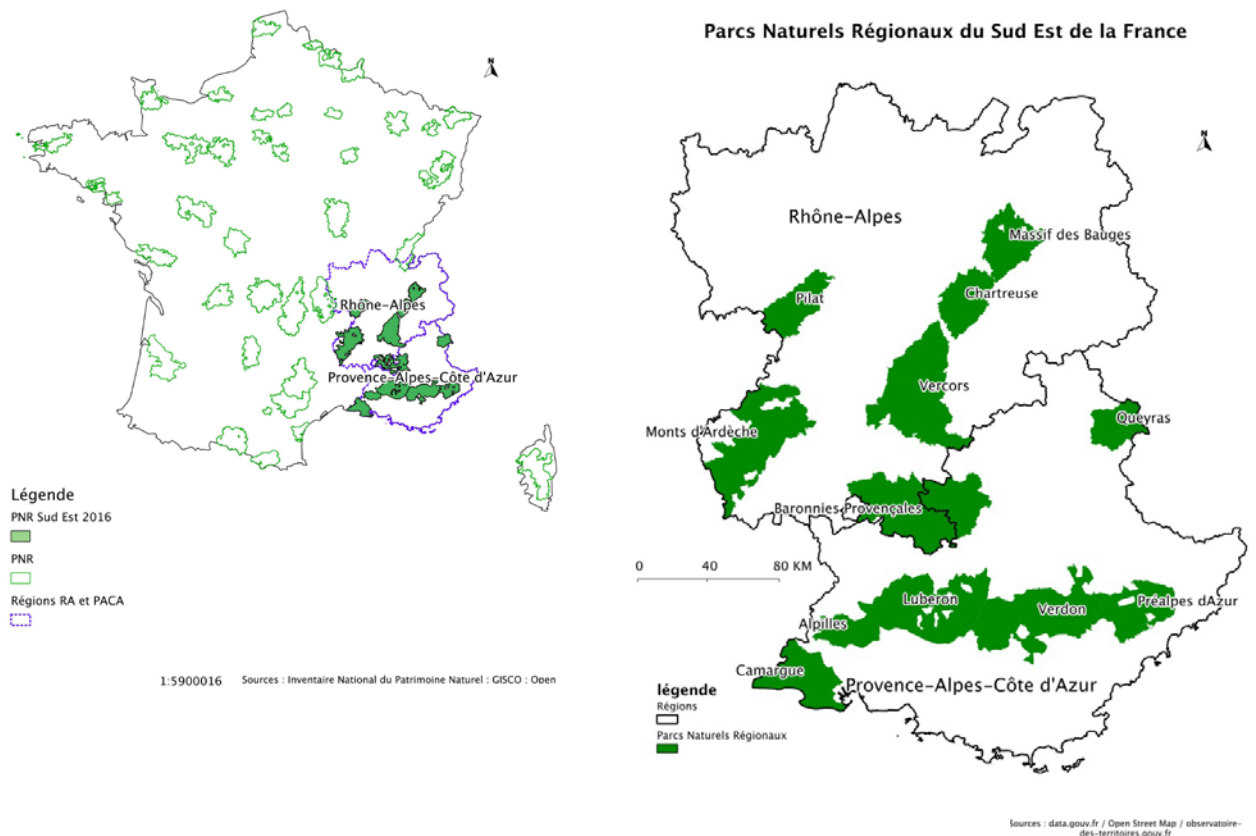 N
Rhône-Alpes
Provence-Alpes-Côte d'Azur
Légende
PNR Sud Est 2016
PNR
Régions RA et PACA
1:5900016 Sources : Inventaire National du Patrimoine Naturel : GISCO : Open
Parcs Naturels Régionaux du Sud Est de la France
N
Rhône-Alpes
Massif des Bauges
Chartreuse
Pilat
Vercors
Queyras
Monts d'Ardèche
Baronnies Provençales
0 40 80 KM
Luberon
Verdon
Préalpes dAzur
Alpilles
Camargue
Provence-Alpes-Côte d'Azur
légende
Régions
Parcs Naturels Régionaux
Sources : data.gouv.fr / Open Street Map / observatoire-
des-territoires.gouv.fr